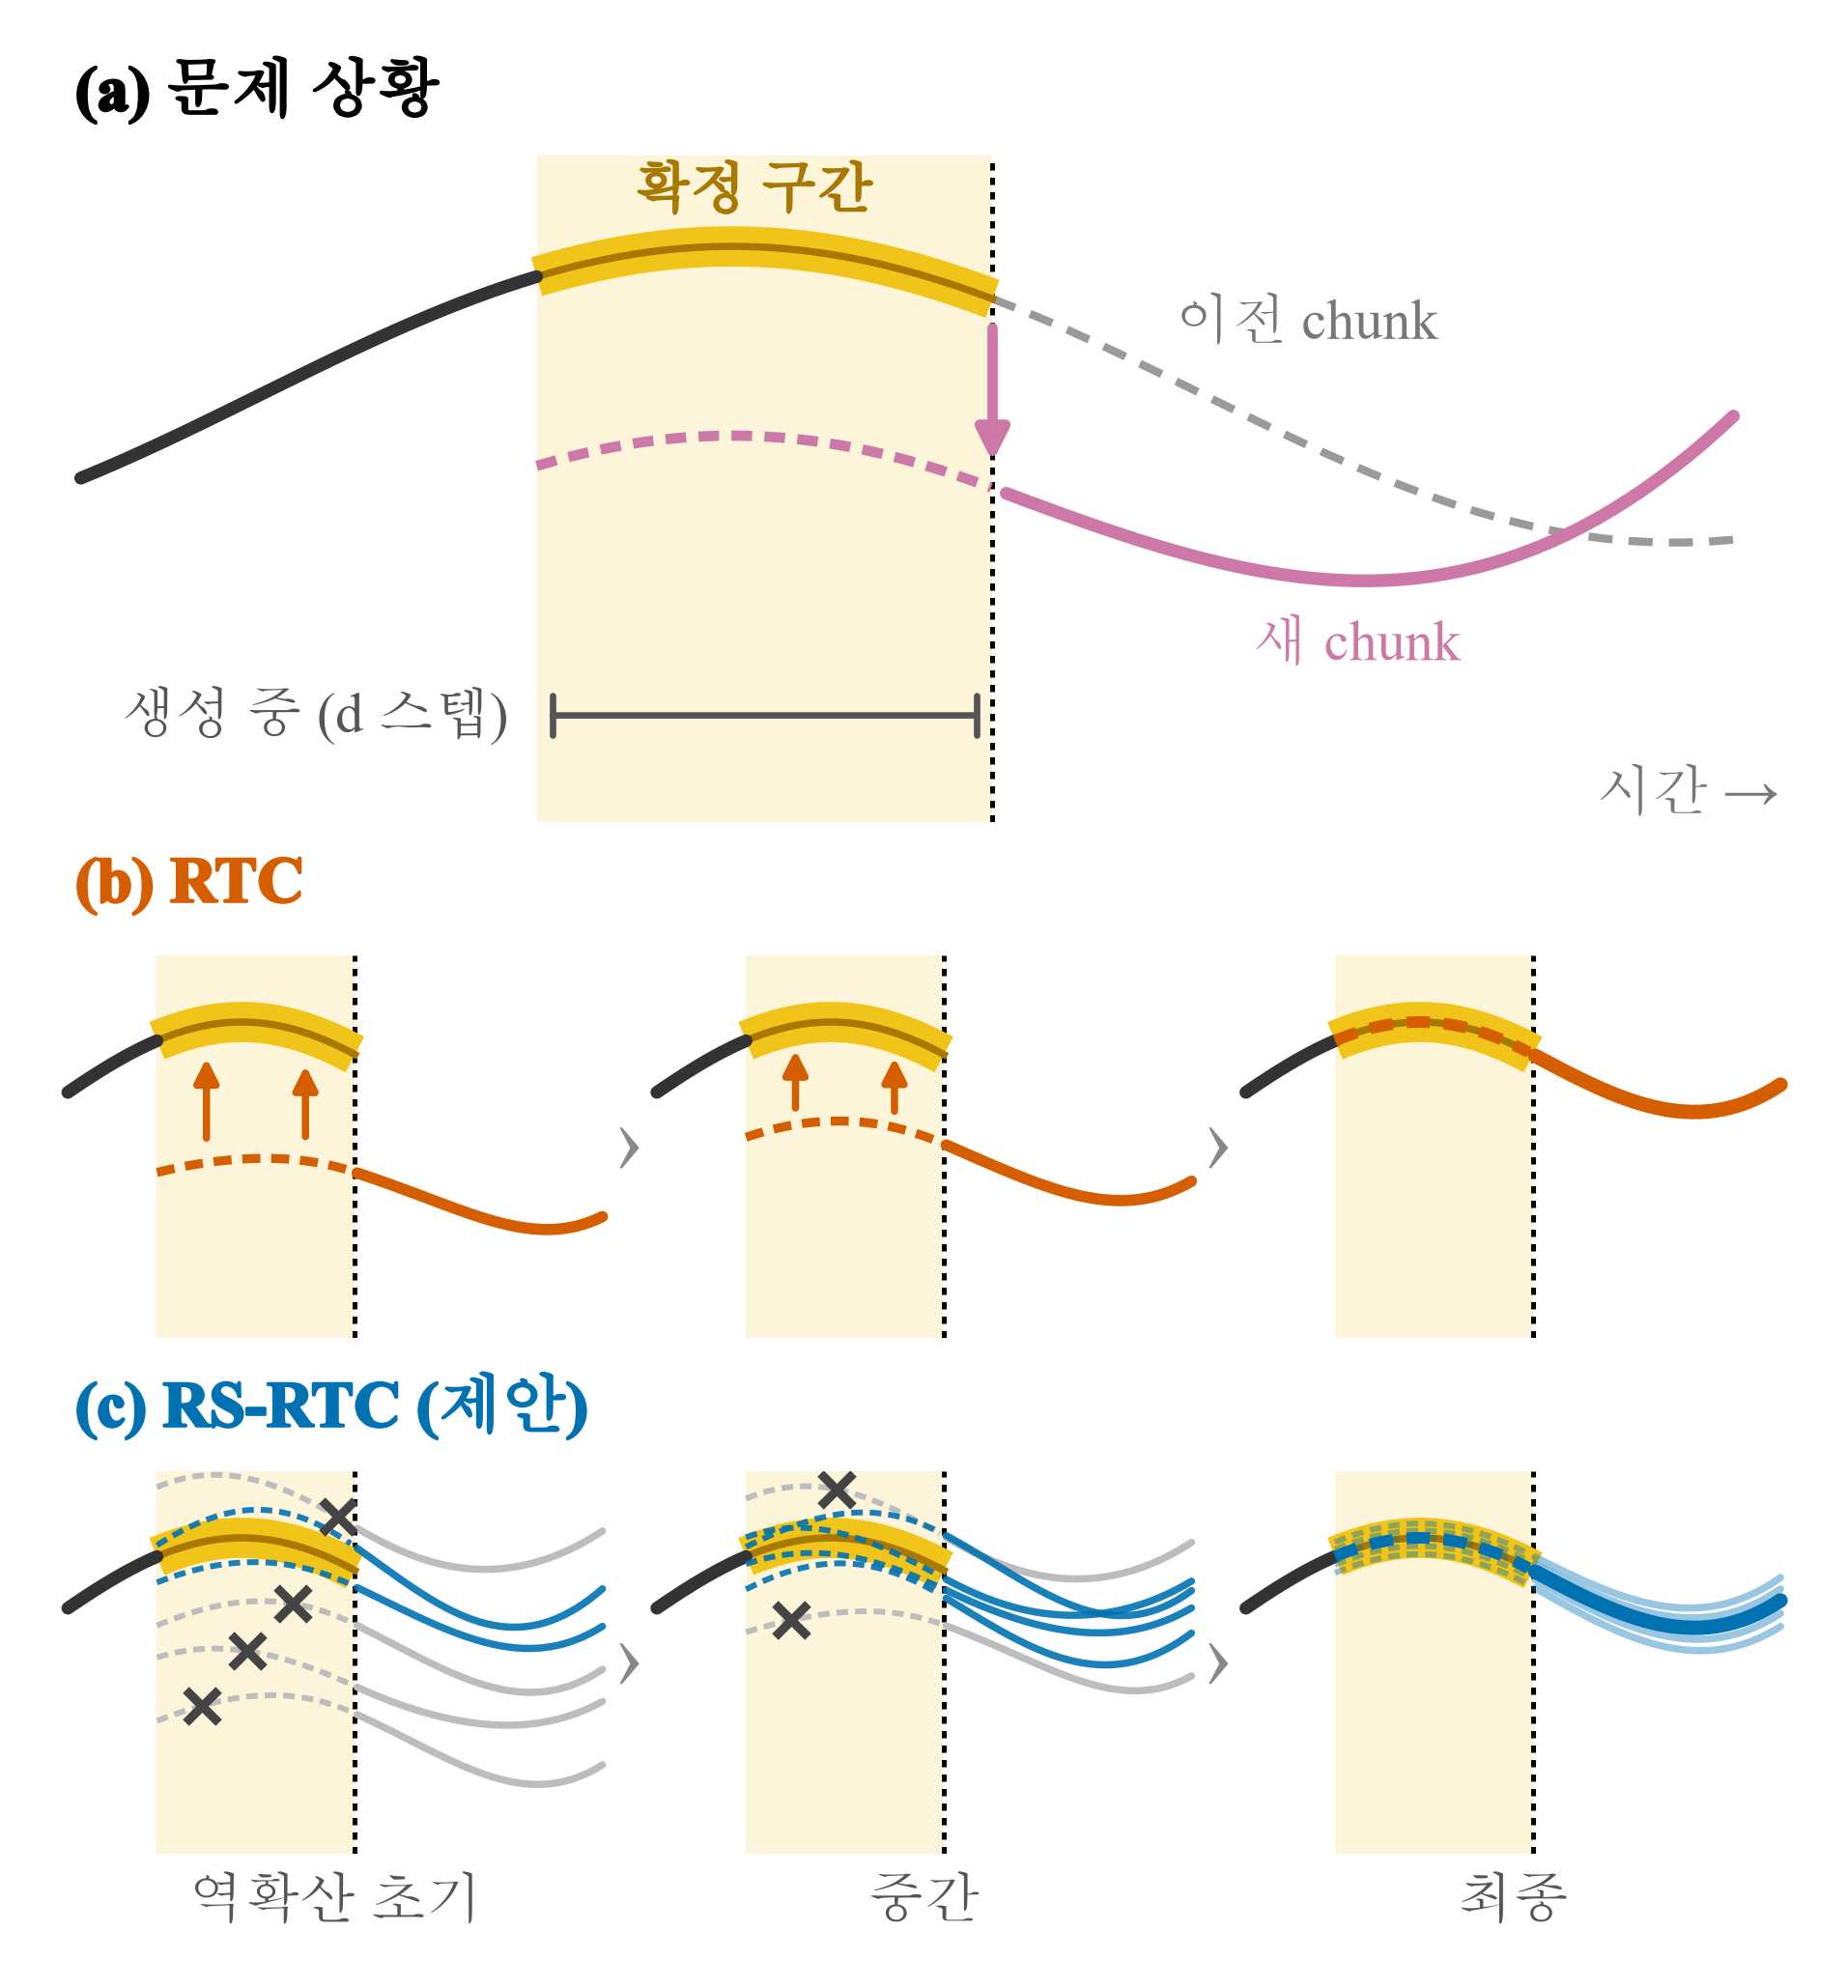 (a) 문제 상황
확정 구간
이전 chunk
새 chunk
생성 중 (d 스텝)
시간 →
(b) RTC
(c) RS-RTC (제안)
역확산 초기
중간
최종